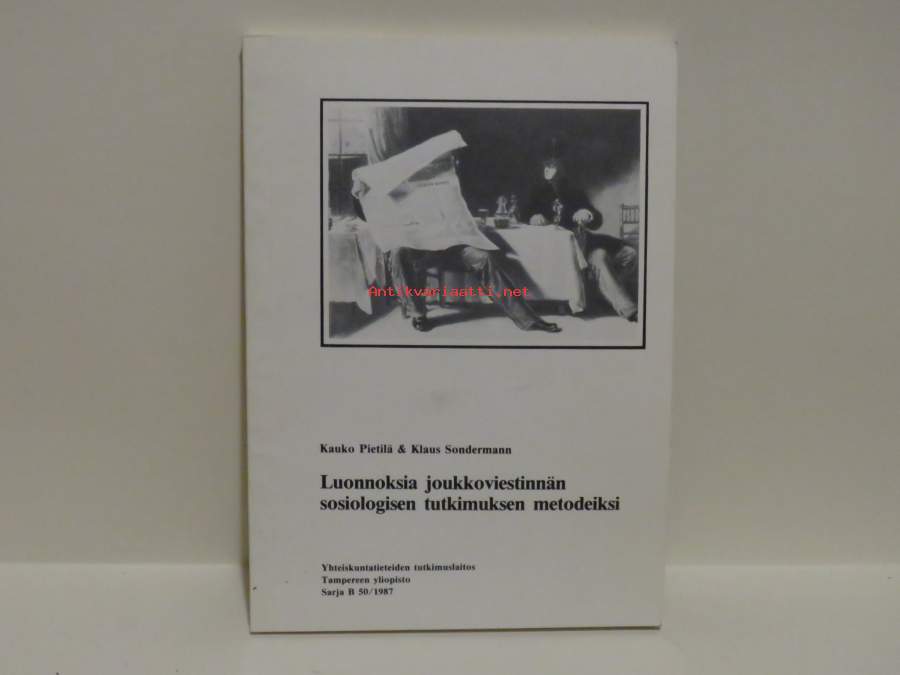 Antikvariaatti.net
Kauko Pietilä & Klaus Sondermann
Luonnoksia joukkoviestinnän
sosiologisen tutkimuksen metodeiksi
Yhteiskuntatieteiden tutkimuslaitos
Tampereen yliopisto
Sarja B 50/1987